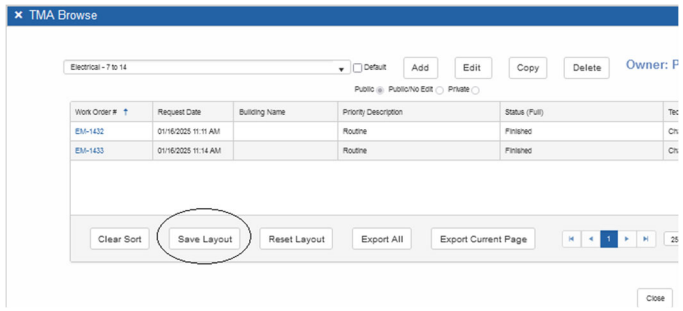 × TMA Browse
Electrical - 7 to 14 Default Add Edit Copy Delete Owner: P
Public Public/No Edit Private
Work Order # ↑ Request Date Building Name Priority Description Status (Full) Tec
EM-1432 01/16/2025 11:11 AM Routine Finished Cha
EM-1433 01/16/2025 11:14 AM Routine Finished Cha
Clear Sort Save Layout Reset Layout Export All Export Current Page 1 25
Close